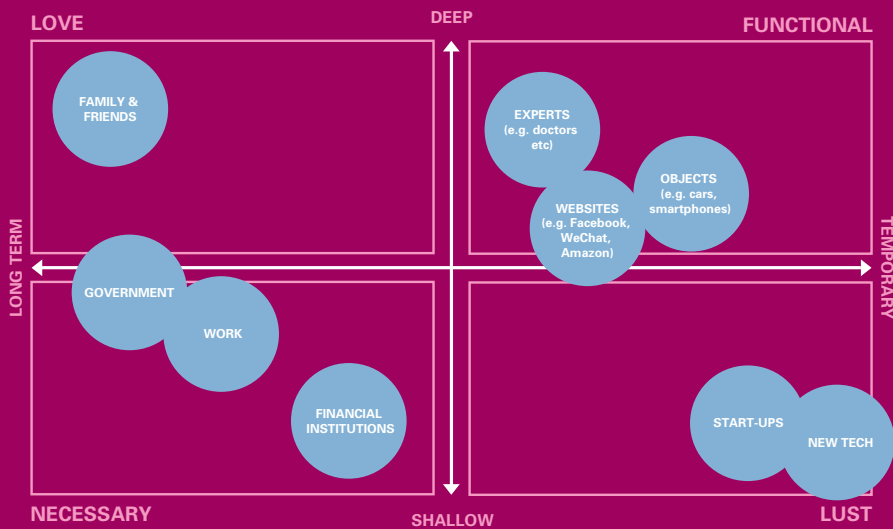 LOVE
DEEP
FUNCTIONAL
FAMILY &
FRIENDS
EXPERTS
(e.g. doctors
etc)
OBJECTS
(e.g. cars,
smartphones)
WEBSITES
(e.g. Facebook,
WeChat,
Amazon)
LONG TERM
TEMPORARY
GOVERNMENT
WORK
FINANCIAL
INSTITUTIONS
START-UPS
NEW TECH
NECESSARY
SHALLOW
LUST